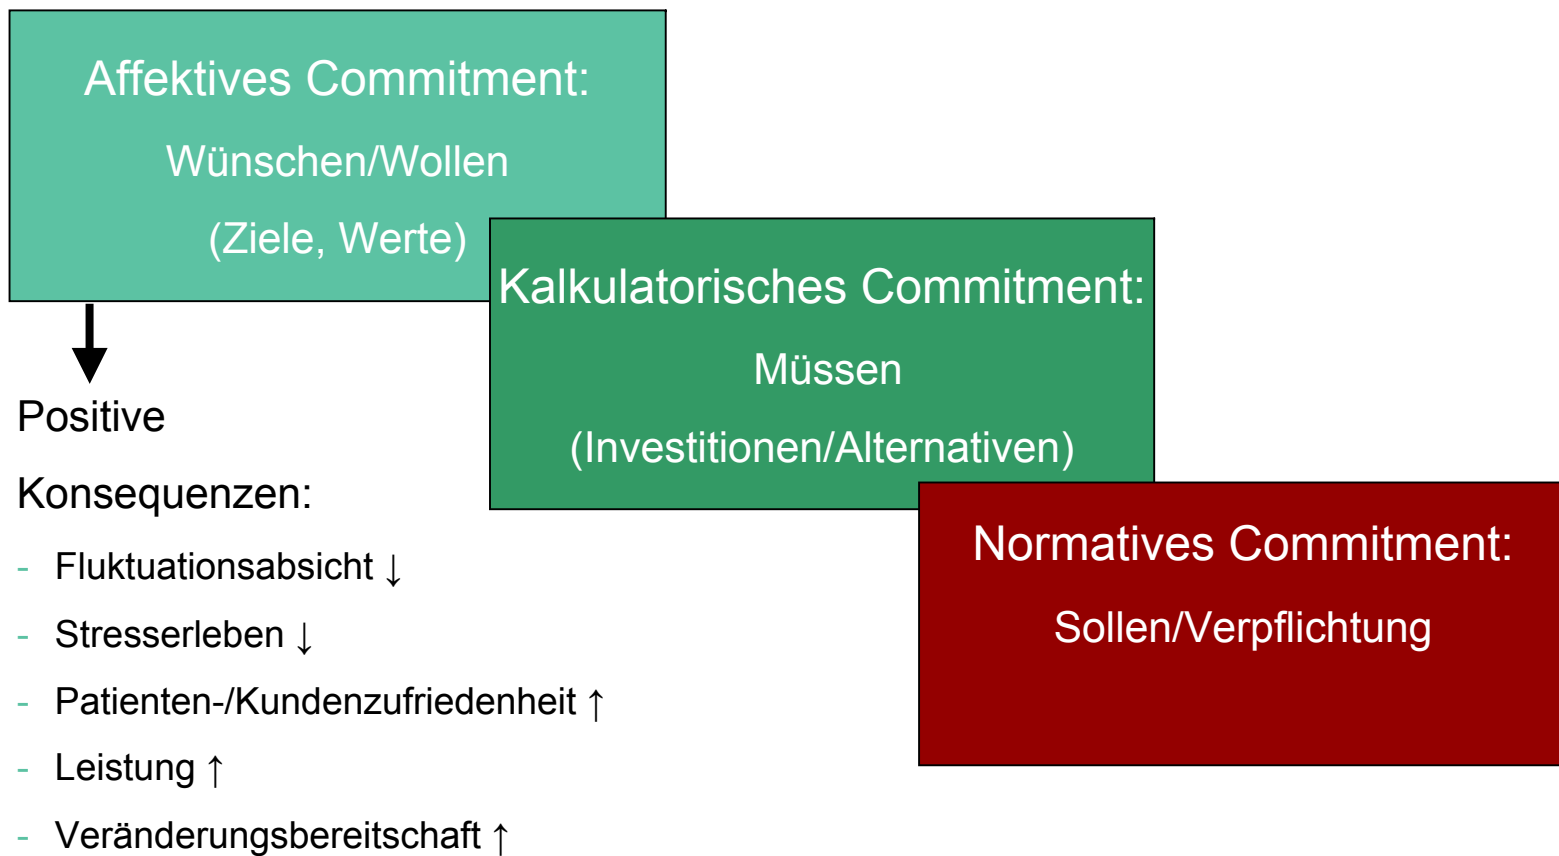 Affektives Commitment:
Wünschen/Wollen
(Ziele, Werte)
Kalkulatorisches Commitment:
Müssen
(Investitionen/Alternativen)
Normatives Commitment:
Sollen/Verpflichtung
Positive
Konsequenzen:
- Fluktuationsabsicht ↓
- Stresserleben ↓
- Patienten-/Kundenzufriedenheit ↑
- Leistung ↑
- Veränderungsbereitschaft ↑